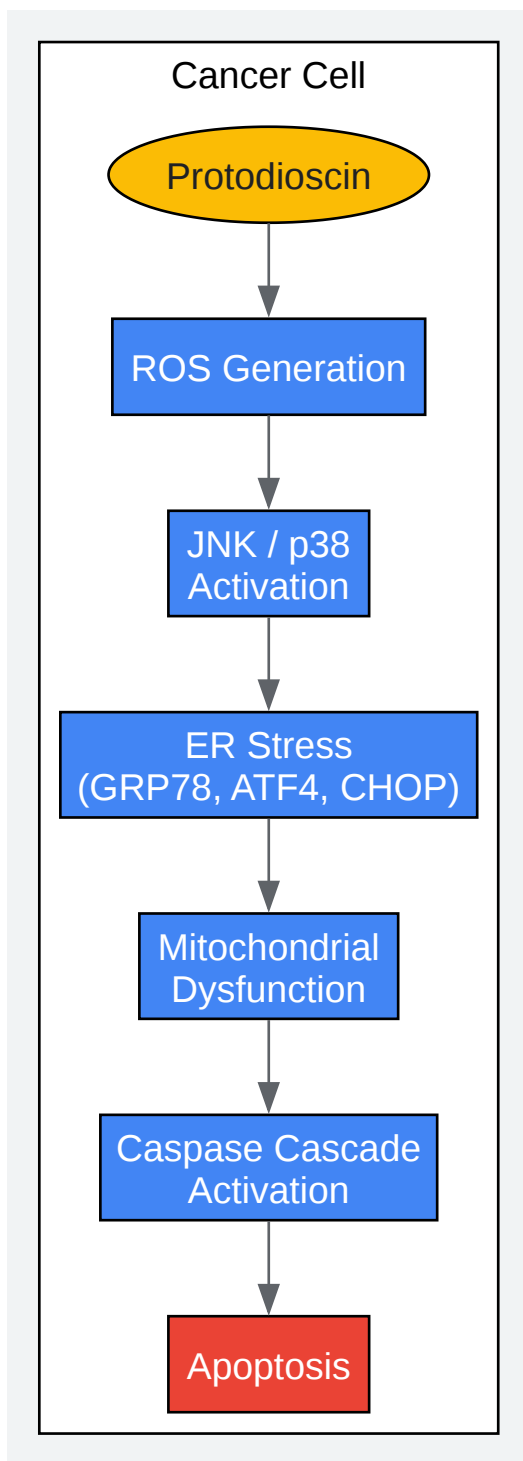 Cancer Cell
Protodioscin
ROS Generation
JNK / p38
Activation
ER Stress
(GRP78, ATF4, CHOP)
Mitochondrial
Dysfunction
Caspase Cascade
Activation
Apoptosis